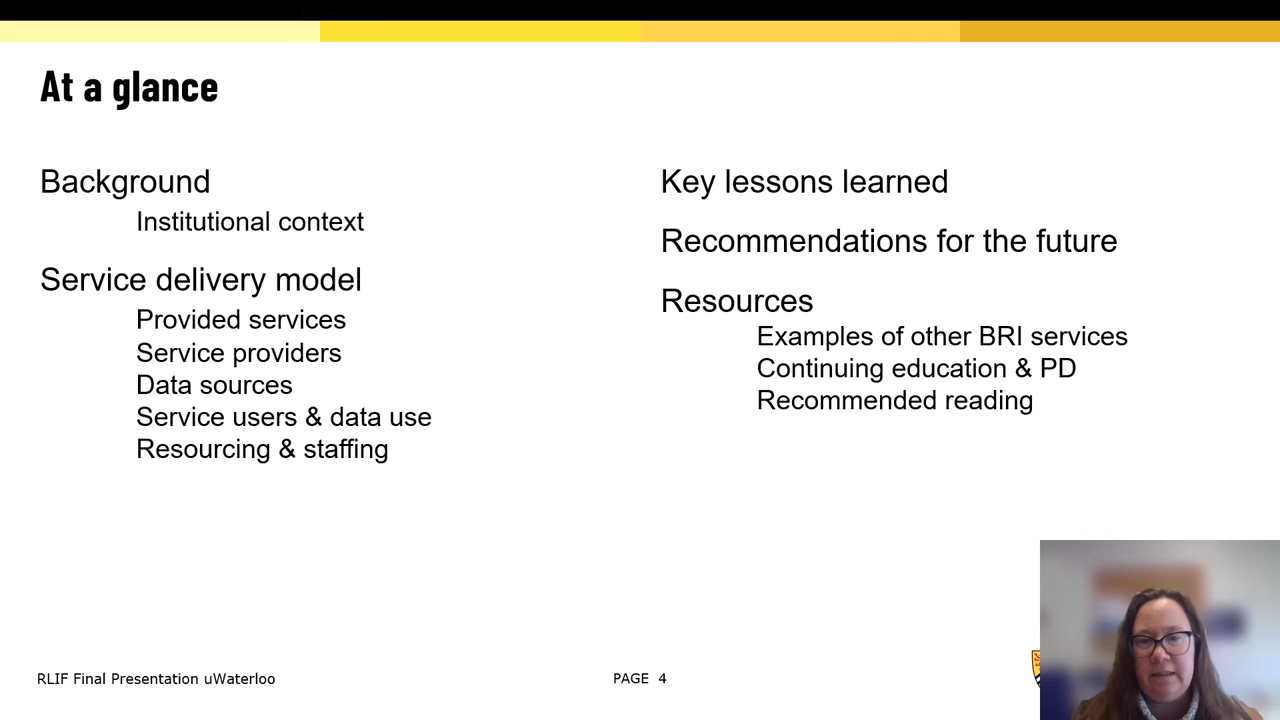 At a glance
Background
Institutional context
Service delivery model
Provided services
Service providers
Data sources
Service users & data use
Resourcing & staffing
Key lessons learned
Recommendations for the future
Resources
Examples of other BRI services
Continuing education & PD
Recommended reading
RLIF Final Presentation uWaterloo
PAGE 4